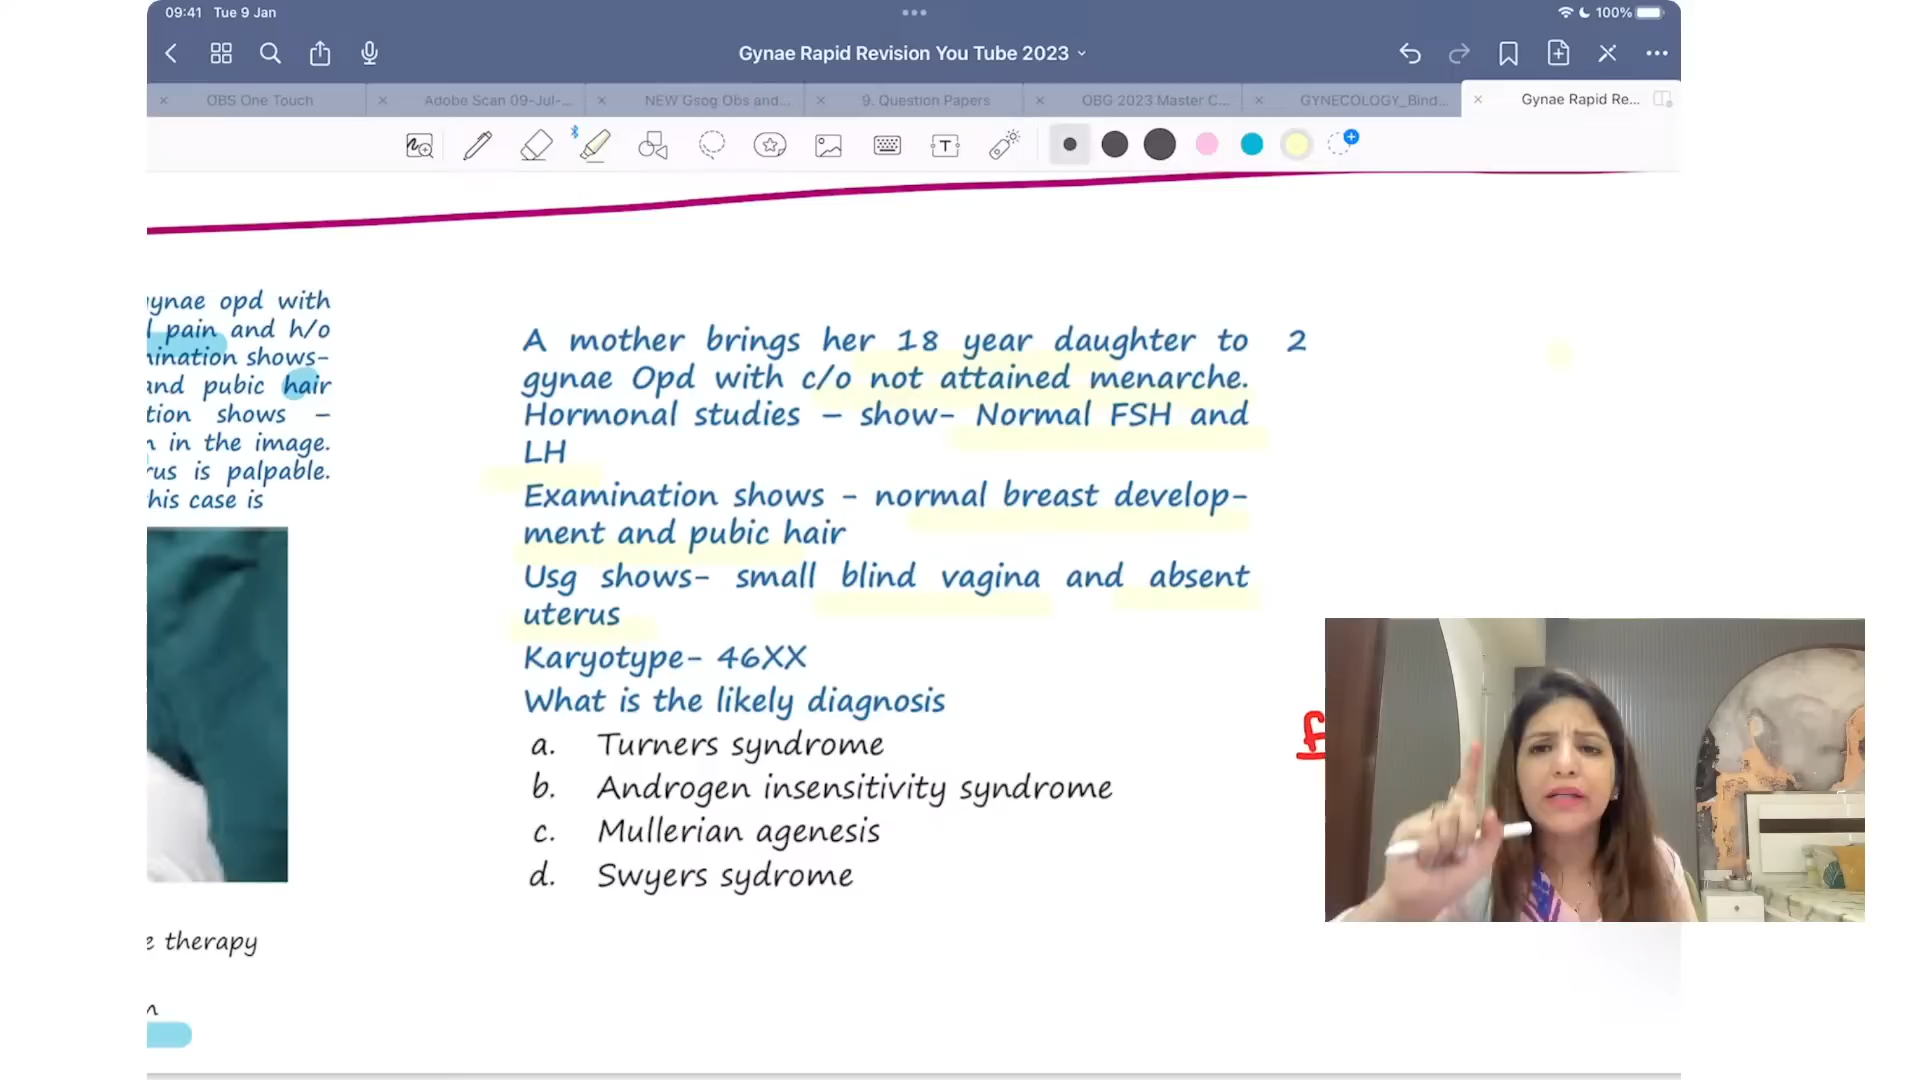 09:41 Tue 9 Jan
100%
Gynae Rapid Revision You Tube 2023
OBS One Touch
Adobe Scan 09-Jul-...
NEW Gsog Obs and...
9. Question Papers
OBG 2023 Master C...
GYNECOLOGY_Bind...
Gynae Rapid Re...
T
ynae opd with
pain and h/o
ination shows-
and pubic hair
tion shows –
in the image.
rus is palpable.
his case is
A mother brings her 18 year daughter to
gynae Opd with c/o not attained menarche.
Hormonal studies – show- Normal FSH and
LH
Examination shows - normal breast develop-
ment and pubic hair
Usg shows- small blind vagina and absent
uterus
Karyotype- 46XX
What is the likely diagnosis
a. Turners syndrome
b. Androgen insensitivity syndrome
c. Mullerian agenesis
d. Swyers sydrome
2
e therapy